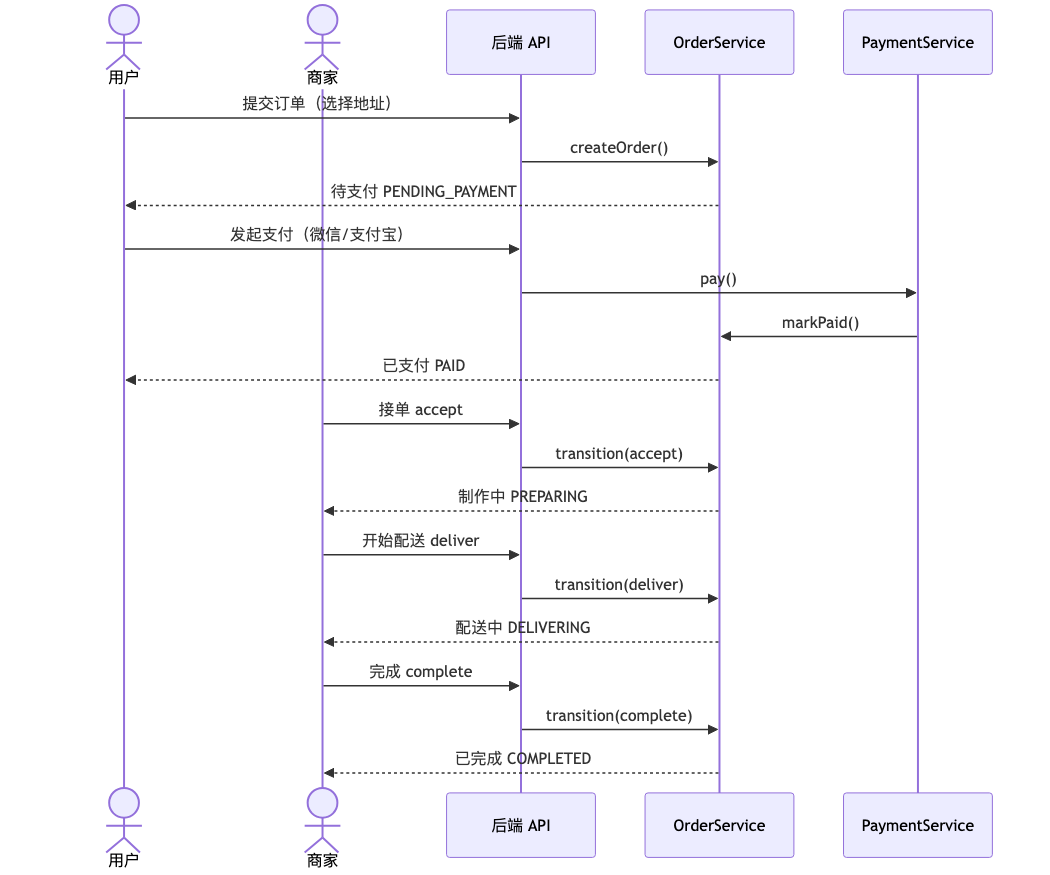 用户
商家
后端 API
OrderService
PaymentService
提交订单（选择地址）
createOrder()
待支付 PENDING_PAYMENT
发起支付（微信/支付宝）
pay()
markPaid()
已支付 PAID
接单 accept
transition(accept)
制作中 PREPARING
开始配送 deliver
transition(deliver)
配送中 DELIVERING
完成 complete
transition(complete)
已完成 COMPLETED
用户
商家
后端 API
OrderService
PaymentService